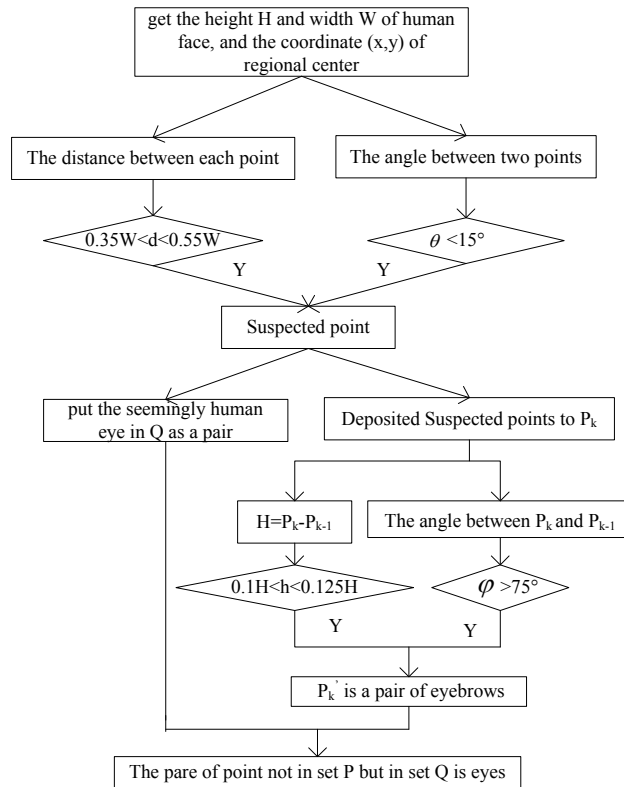 get the height H and width W of human
face, and the coordinate (x,y) of
regional center
The distance between each point
The angle between two points
0.35W<d<0.55W
θ <15°
Y
Y
Suspected point
put the seemingly human
eye in Q as a pair
Deposited Suspected points to Pk
H=Pk-Pk-1
The angle between Pk and Pk-1
0.1H<h<0.125H
φ >75°
Y
Y
Pk' is a pair of eyebrows
The pare of point not in set P but in set Q is eyes